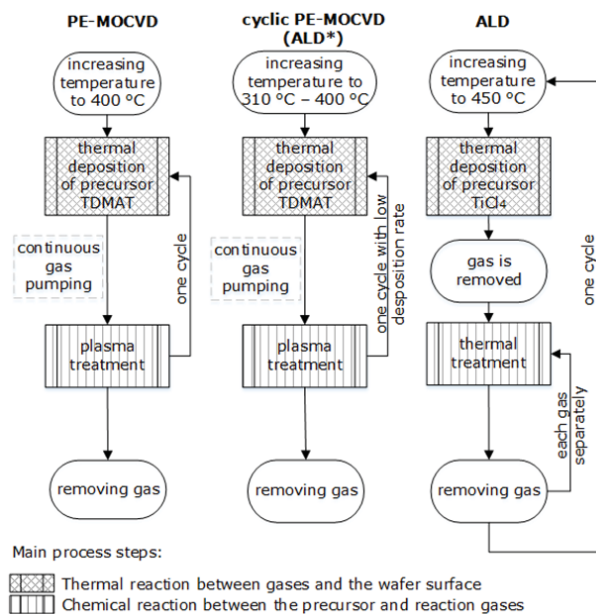 PE-MOCVD
increasing
temperature
to 400 °C
thermal
deposition
of precursor
TDMAT
continuous
gas
pumping
one cycle
plasma
treatment
removing gas
cyclic PE-MOCVD
(ALD*)
increasing
temperature to
310 °C – 400 °C
thermal
deposition
of precursor
TDMAT
continuous
gas
pumping
one cycle with low
desposition rate
plasma
treatment
removing gas
ALD
increasing
temperature
to 450 °C
thermal
deposition
of precursor
TiCl4
gas is
removed
thermal
treatment
each gas
separately
removing gas
one cycle
Main process steps:
Thermal reaction between gases and the wafer surface
Chemical reaction between the precursor and reaction gases